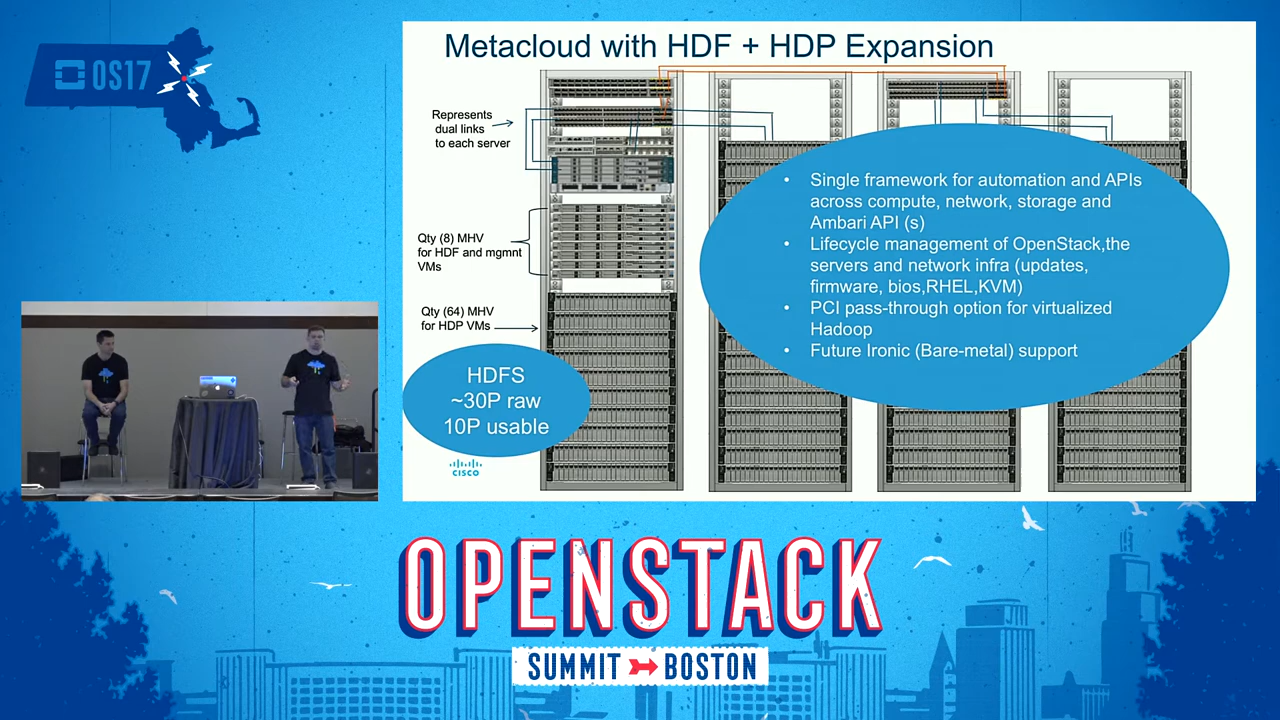 OS17
Metacloud with HDF + HDP Expansion
Represents
dual links
to each server
Qty (8) MHV
for HDF and mgmnt
VMs
Qty (64) MHV
for HDP VMs
HDFS
~30P raw
10P usable
CISCO
• Single framework for automation and APIs
across compute, network, storage and
Ambari API (s)
• Lifecycle management of OpenStack,the
servers and network infra (updates,
firmware, bios,RHEL,KVM)
• PCI pass-through option for virtualized
Hadoop
• Future Ironic (Bare-metal) support
OPENSTACK
SUMMIT BOSTON